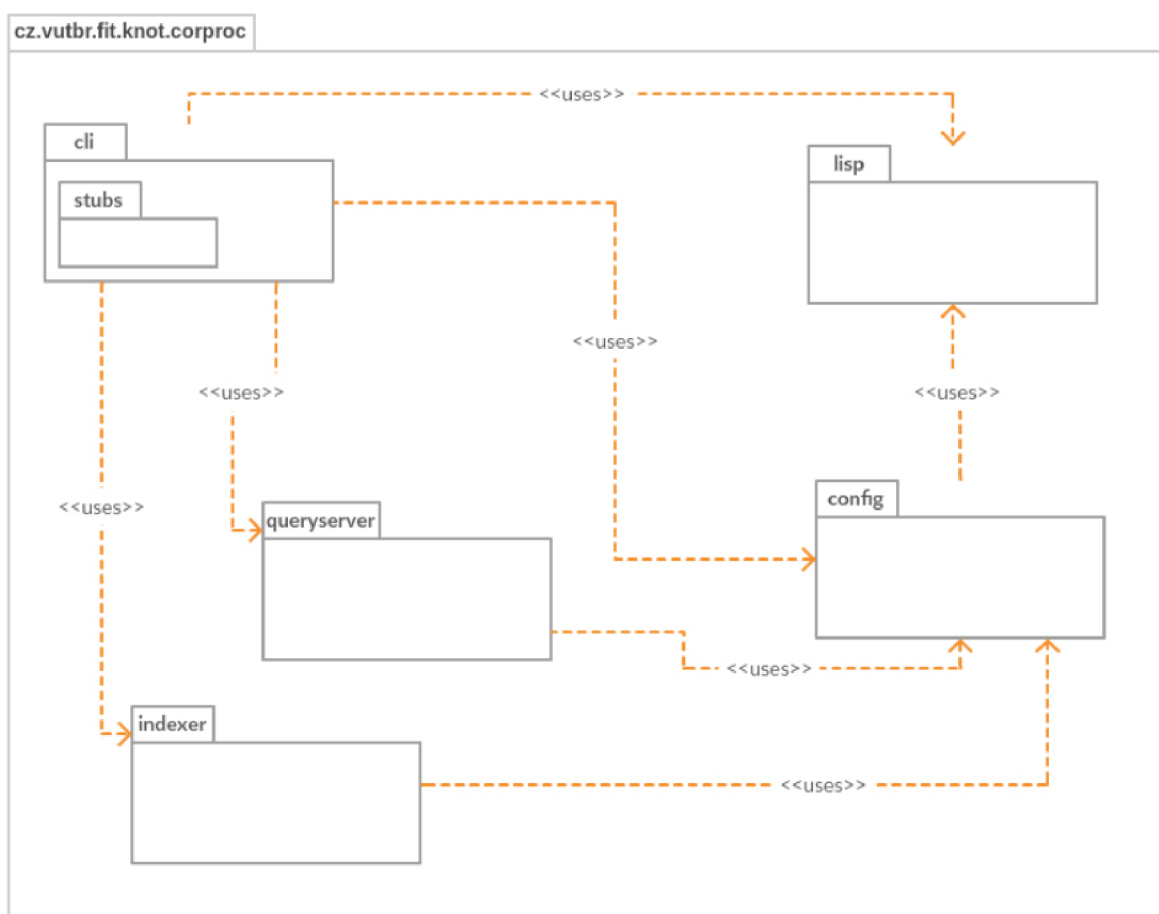 cz.vutbr.fit.knot.corproc
<<uses>>
cli
lisp
stubs
<<uses>>
<<uses>>
<<uses>>
config
<<uses>>
queryserver
<<uses>>
indexer
<<uses>>